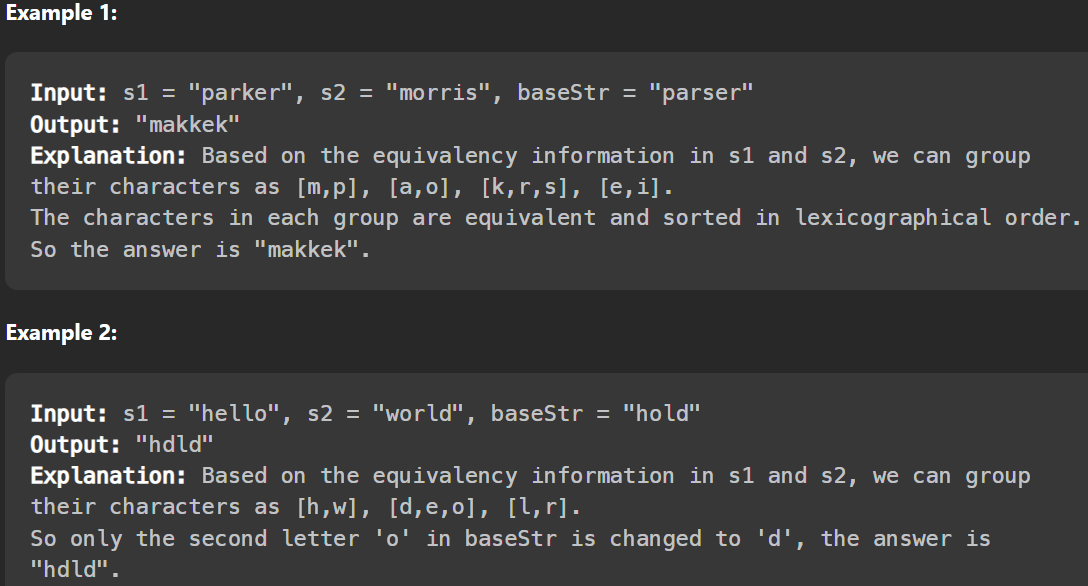 Example 1:
Input: s1 = "parker", s2 = "morris", baseStr = "parser"
Output: "makkek"
Explanation: Based on the equivalency information in s1 and s2, we can group
their characters as [m,p], [a,o], [k,r,s], [e,i].
The characters in each group are equivalent and sorted in lexicographical order.
So the answer is "makkek".
Example 2:
Input: s1 = "hello", s2 = "world", baseStr = "hold"
Output: "hdld"
Explanation: Based on the equivalency information in s1 and s2, we can group
their characters as [h,w], [d,e,o], [l,r].
So only the second letter 'o' in baseStr is changed to 'd', the answer is
"hdld".